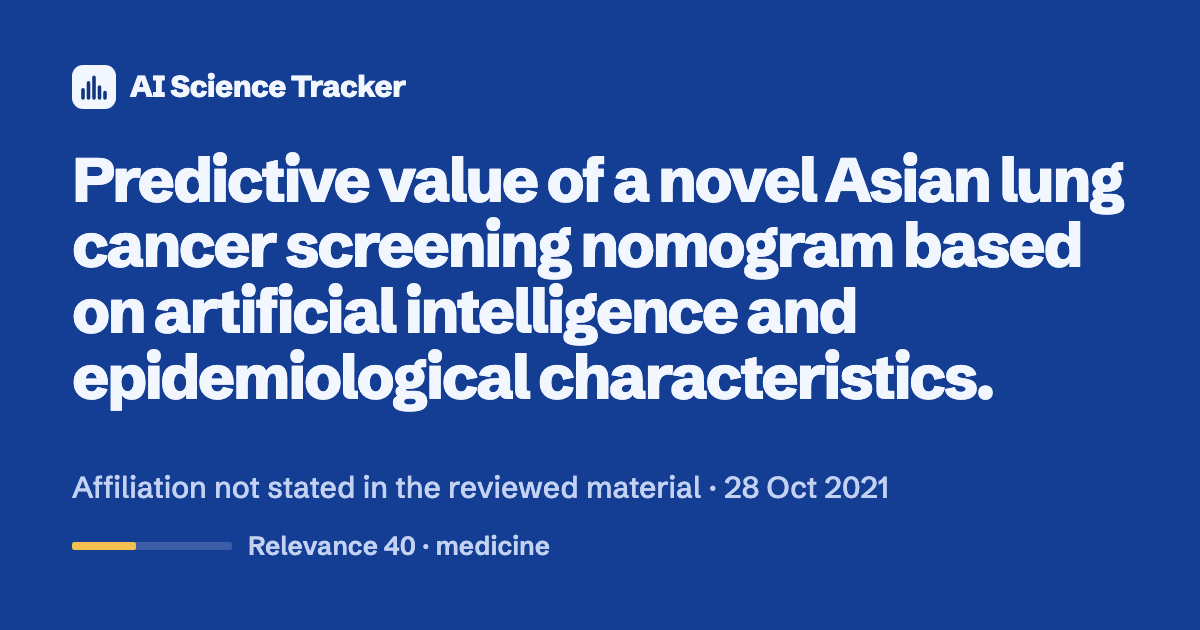 AI Science Tracker
Predictive value of a novel Asian lung
cancer screening nomogram based
on artificial intelligence and
epidemiological characteristics.
Affiliation not stated in the reviewed material · 28 Oct 2021
Relevance 40 · medicine